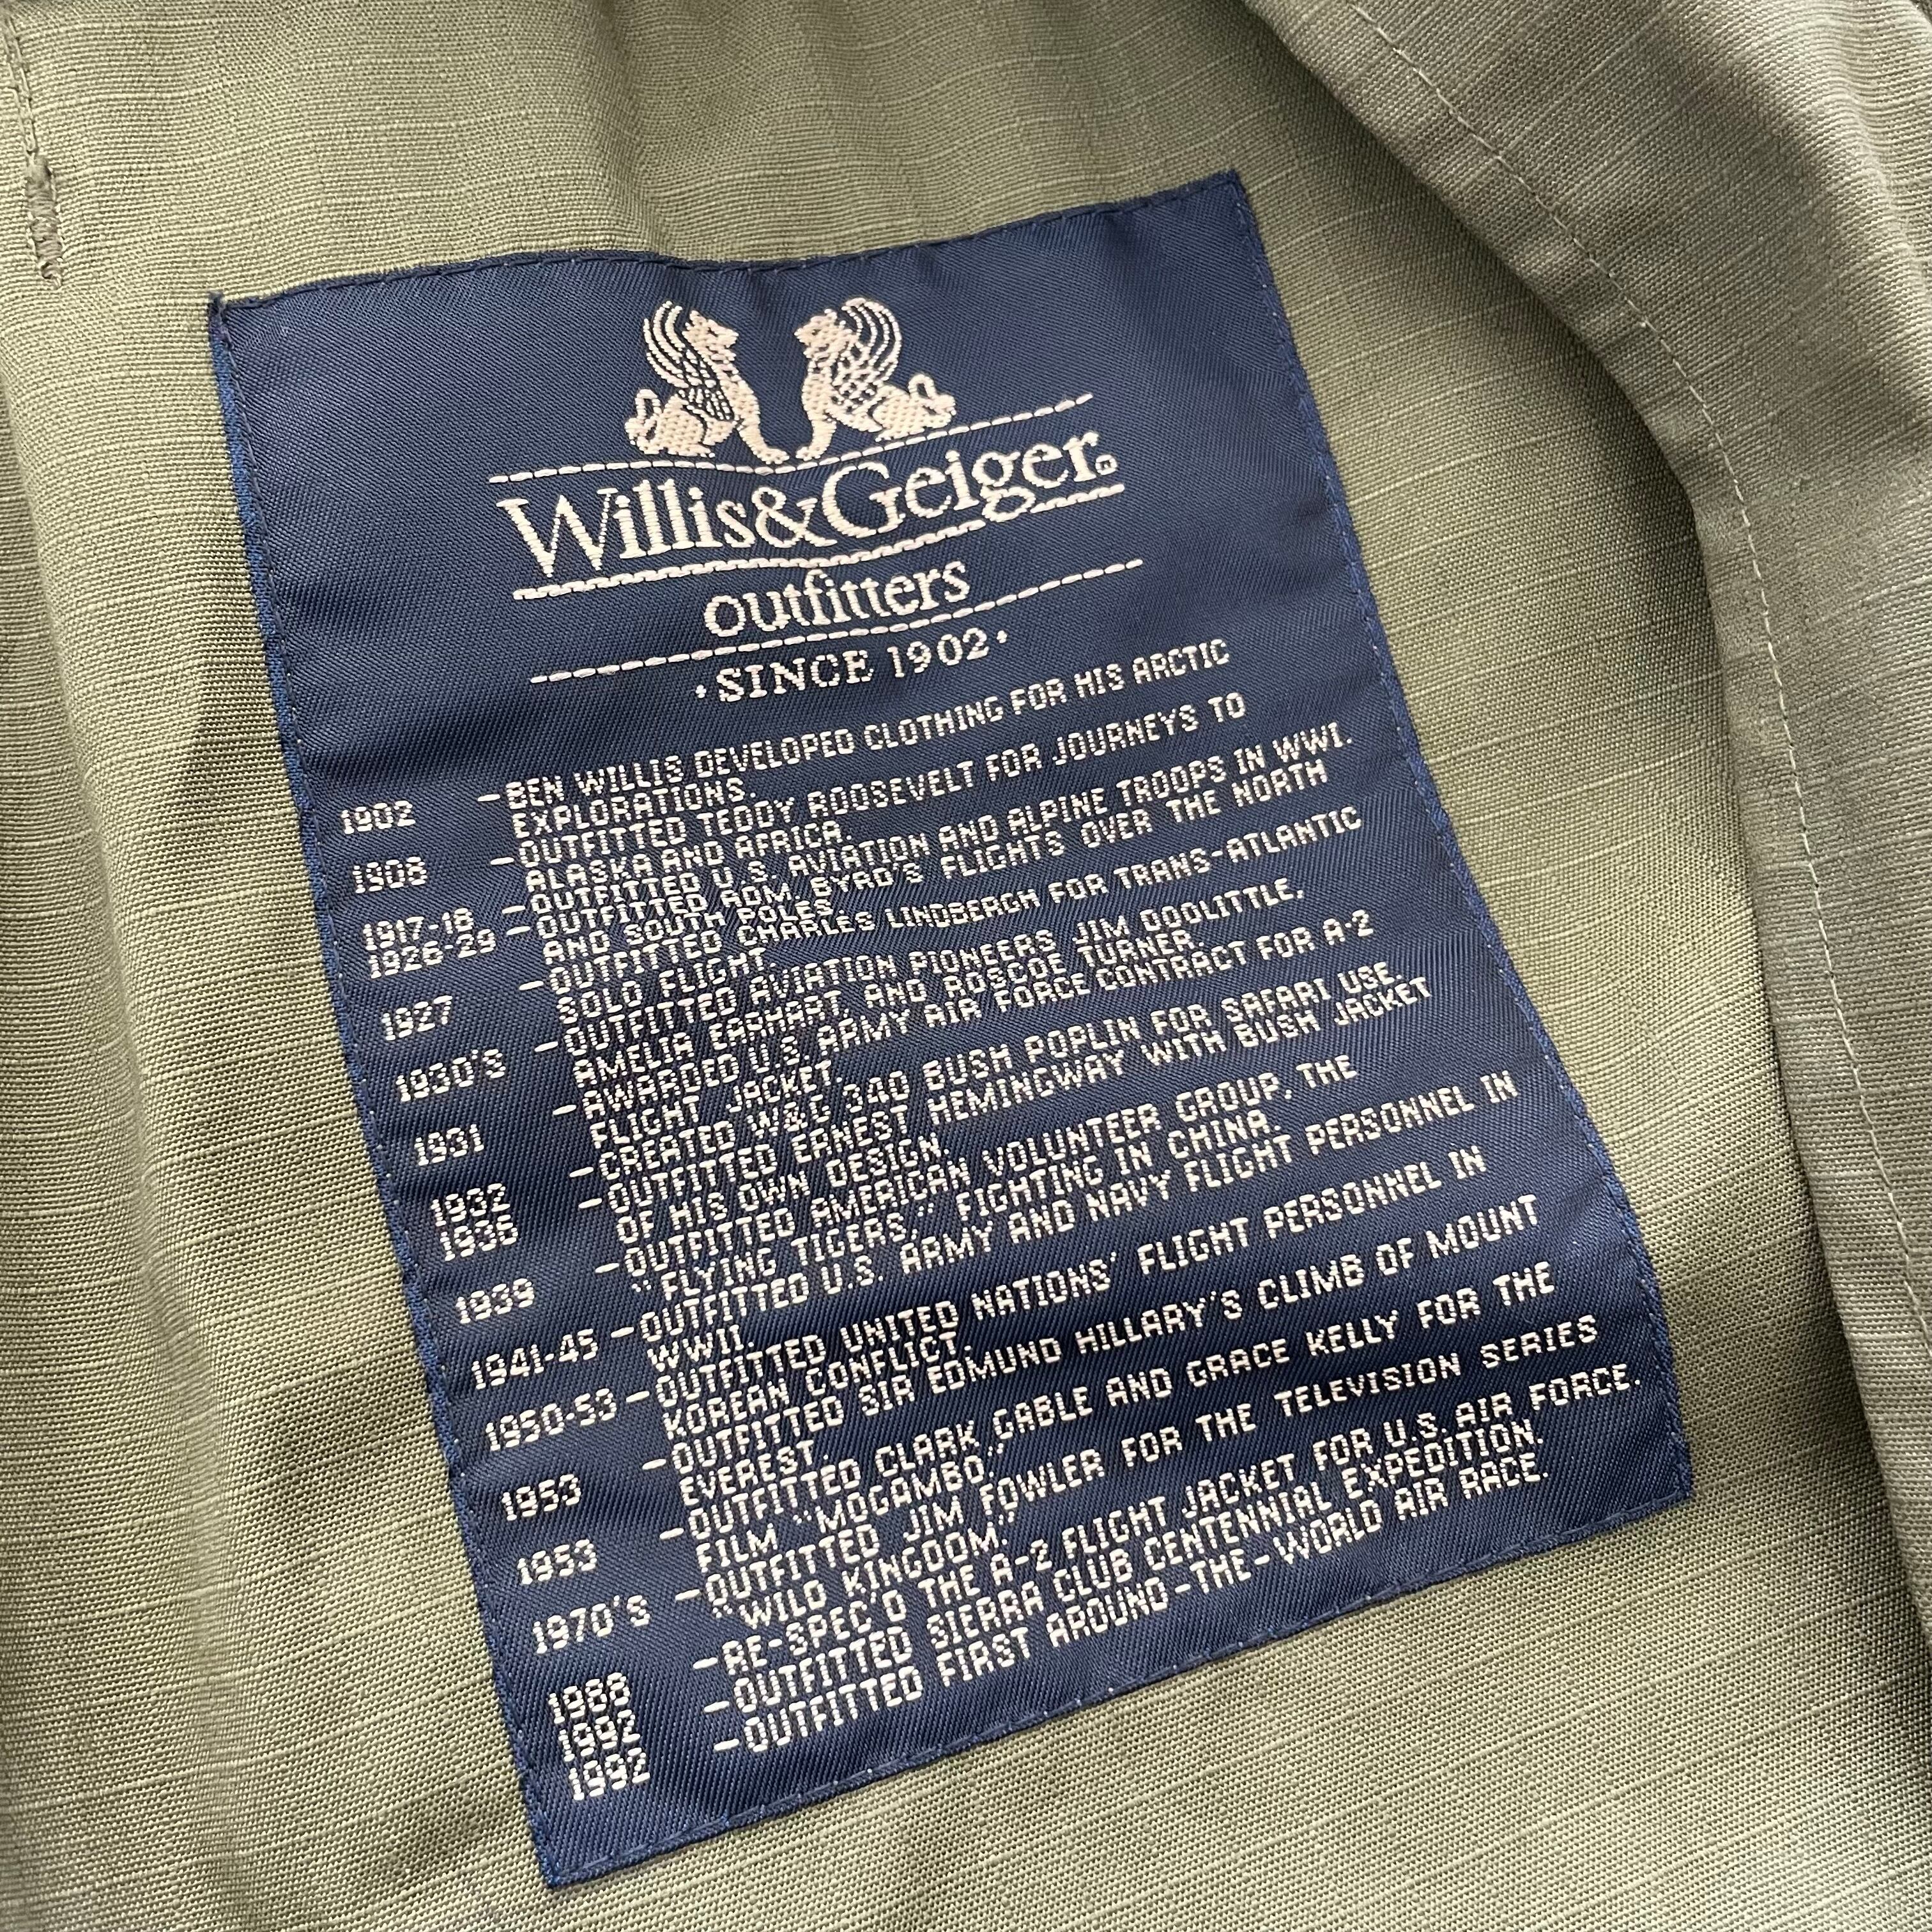 Willis&Geiger®
outfitters
· SINCE 1902 ·
1902 -BEN WILLIS DEVELOPED CLOTHING FOR HIS ARCTIC
EXPLORATIONS.
1908 -OUTFITTED TEDDY ROOSEVELT FOR JOURNEYS TO
ALASKA AND AFRICA.
1917-18 -OUTFITTED U.S. AVIATION AND ALPINE TROOPS IN WWI.
1926-29 -OUTFITTED ADM. BYRD'S FLIGHTS OVER THE NORTH
AND SOUTH POLES.
1927 -OUTFITTED CHARLES LINDBERGH FOR TRANS-ATLANTIC
SOLO FLIGHT.
1930'S -OUTFITTED AVIATION PIONEERS JIM DOOLITTLE,
AMELIA EARHART, AND ROSCOE TURNER.
1931 -AWARDED U.S. ARMY AIR FORCE CONTRACT FOR A-2
FLIGHT JACKET.
1932 -CREATED W&G 340 BUSH POPLIN FOR SAFARI USE.
1936 -OUTFITTED ERNEST HEMINGWAY WITH BUSH JACKET
OF HIS OWN DESIGN.
1939 -OUTFITTED AMERICAN VOLUNTEER GROUP, THE
"FLYING TIGERS," FIGHTING IN CHINA.
1941-45 -OUTFITTED U.S. ARMY AND NAVY FLIGHT PERSONNEL IN
WWII.
1950-53 -OUTFITTED UNITED NATIONS' FLIGHT PERSONNEL IN
KOREAN CONFLICT.
1953 -OUTFITTED SIR EDMUND HILLARY'S CLIMB OF MOUNT
EVEREST.
1953 -OUTFITTED CLARK GABLE AND GRACE KELLY FOR THE
FILM "MOGAMBO."
1970'S -OUTFITTED JIM FOWLER FOR THE TELEVISION SERIES
"WILD KINGDOM."
1988 -RE-SPEC'D THE A-2 FLIGHT JACKET FOR U.S. AIR FORCE.
1992 -OUTFITTED SIERRA CLUB CENTENNIAL EXPEDITION.
1992 -OUTFITTED FIRST AROUND-THE-WORLD AIR RACE.